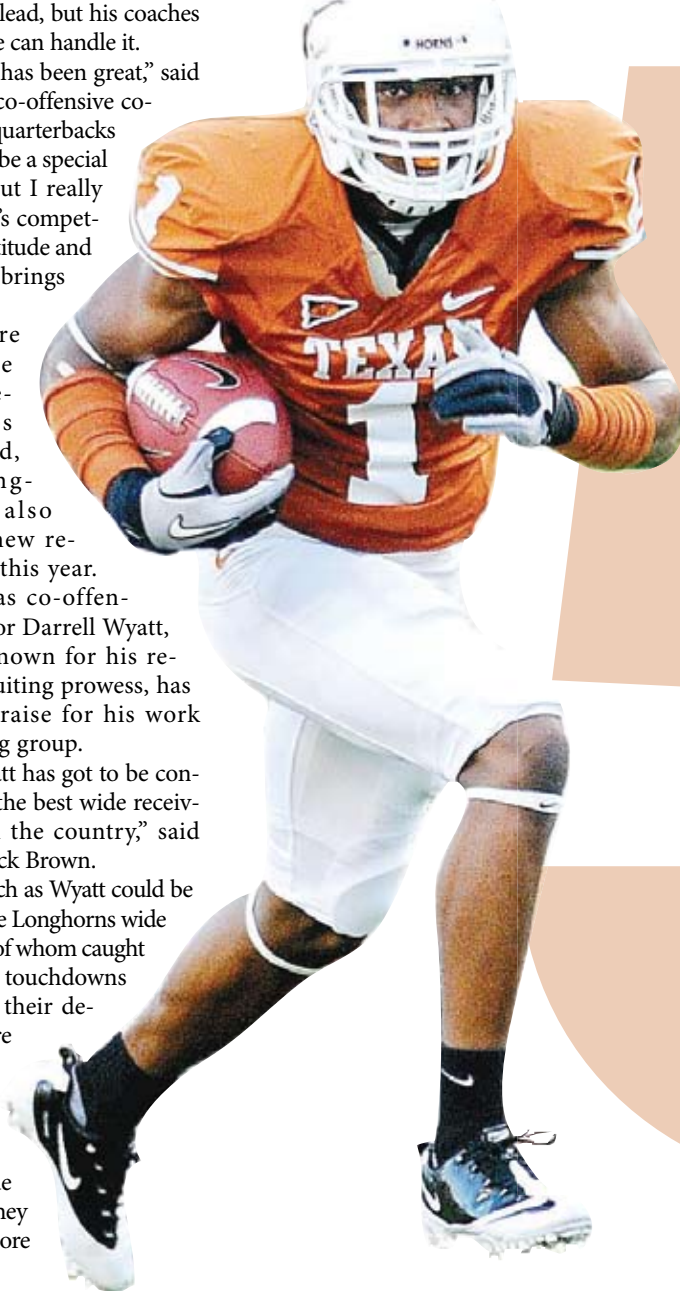 lead, but his coaches
e can handle it.
has been great,” said
co-offensive co-
quarterbacks
be a special
ut I really
’s compet-
titude and
brings
re
e
e-
s
d,
ng-
also
new re-
this year.
as co-offen-
or Darrell Wyatt,
nown for his re-
uiting prowess, has
raise for his work
g group.
att has got to be con-
the best wide receiv-
the country,” said
ck Brown.
ch as Wyatt could be
e Longhorns wide
of whom caught
touchdowns
their de-
re
e
hey
ore
HORNS
TEXA
1
1